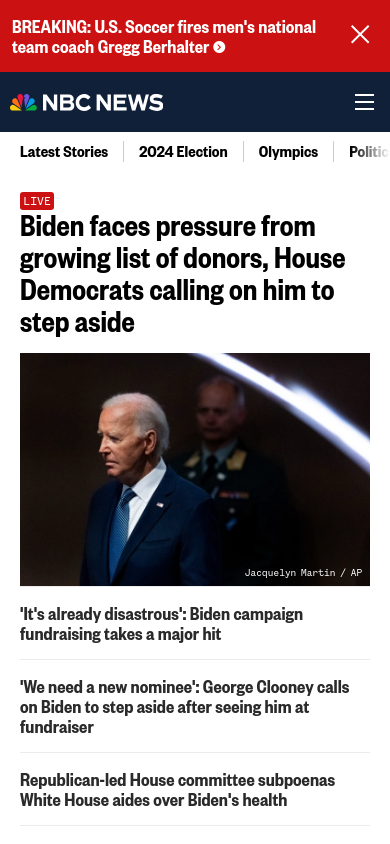 BREAKING: U.S. Soccer fires men's national
team coach Gregg Berhalter
NBC NEWS
Latest Stories
2024 Election
Olympics
Politic
LIVE
Biden faces pressure from
growing list of donors, House
Democrats calling on him to
step aside
Jacquelyn Martin / AP
'It's already disastrous': Biden campaign
fundraising takes a major hit
'We need a new nominee': George Clooney calls
on Biden to step aside after seeing him at
fundraiser
Republican-led House committee subpoenas
White House aides over Biden's health